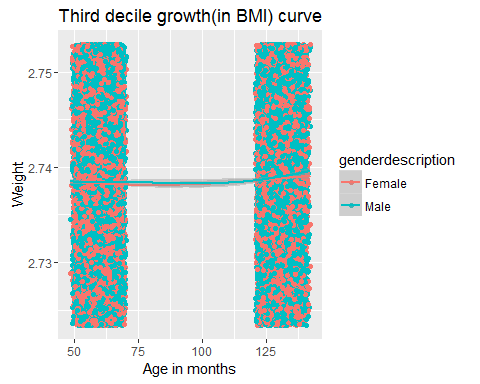 Third decile growth(in BMI) curve
2.75
2.74
2.73
Weight
50
75
100
125
Age in months
genderdescription
Female
Male